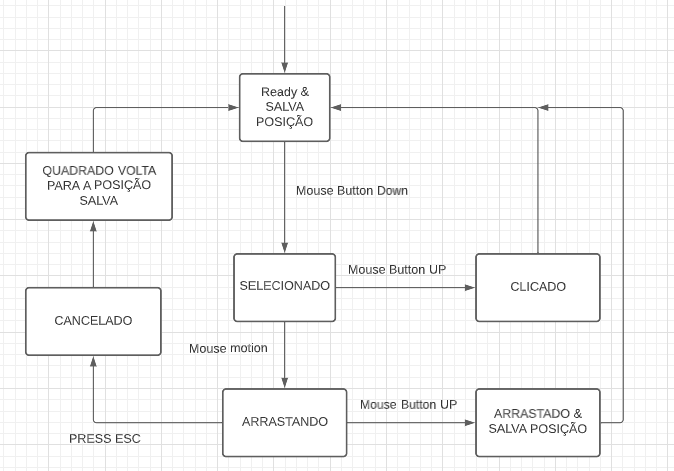 Ready &
SALVA
POSIÇÃO
QUADRADO VOLTA
PARA A POSIÇÃO
SALVA
Mouse Button Down
SELECIONADO
Mouse Button UP
CLICADO
CANCELADO
Mouse motion
ARRASTANDO
Mouse Button UP
ARRASTADO &
SALVA POSIÇÃO
PRESS ESC